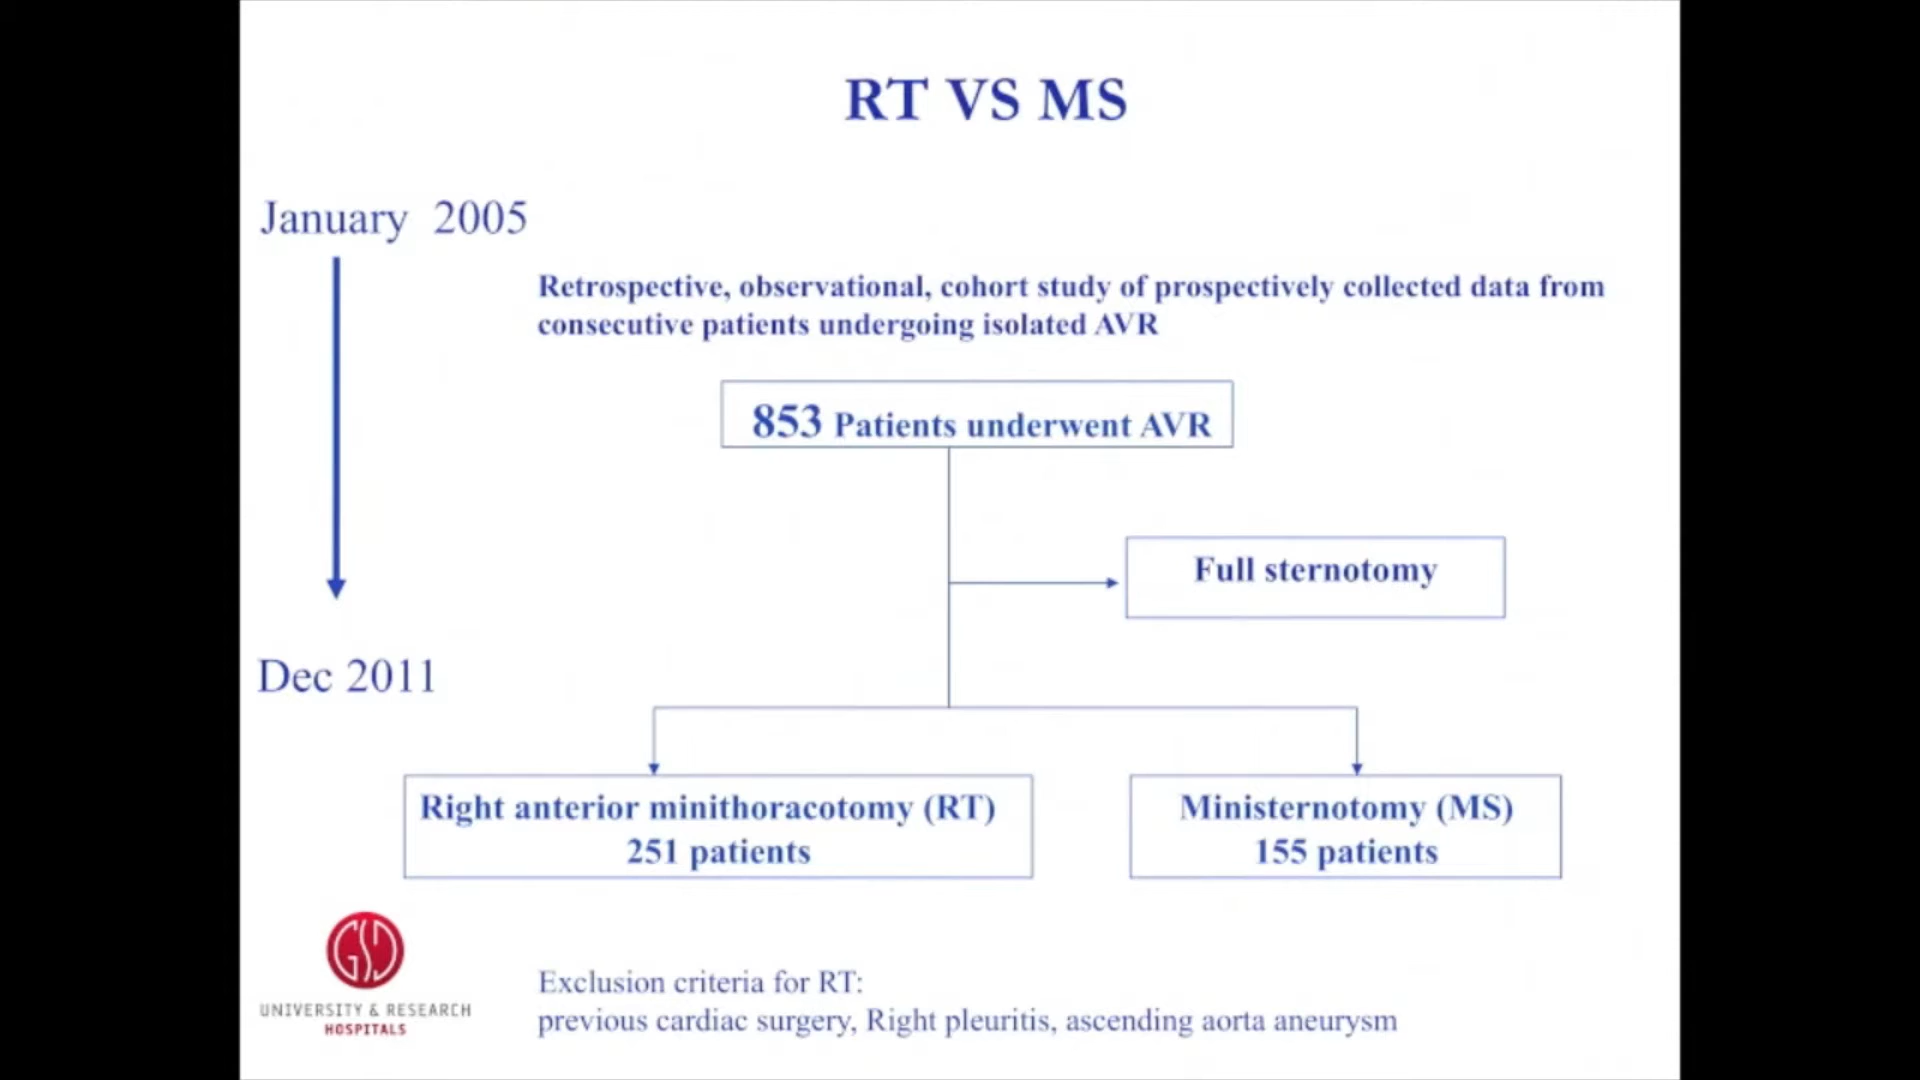 RT VS MS
January 2005
Retrospective, observational, cohort study of prospectively collected data from
consecutive patients undergoing isolated AVR
853 Patients underwent AVR
Full sternotomy
Dec 2011
Right anterior minithoracotomy (RT)
251 patients
Ministernotomy (MS)
155 patients
GSD
UNIVERSITY & RESEARCH
HOSPITALS
Exclusion criteria for RT:
previous cardiac surgery, Right pleuritis, ascending aorta aneurysm